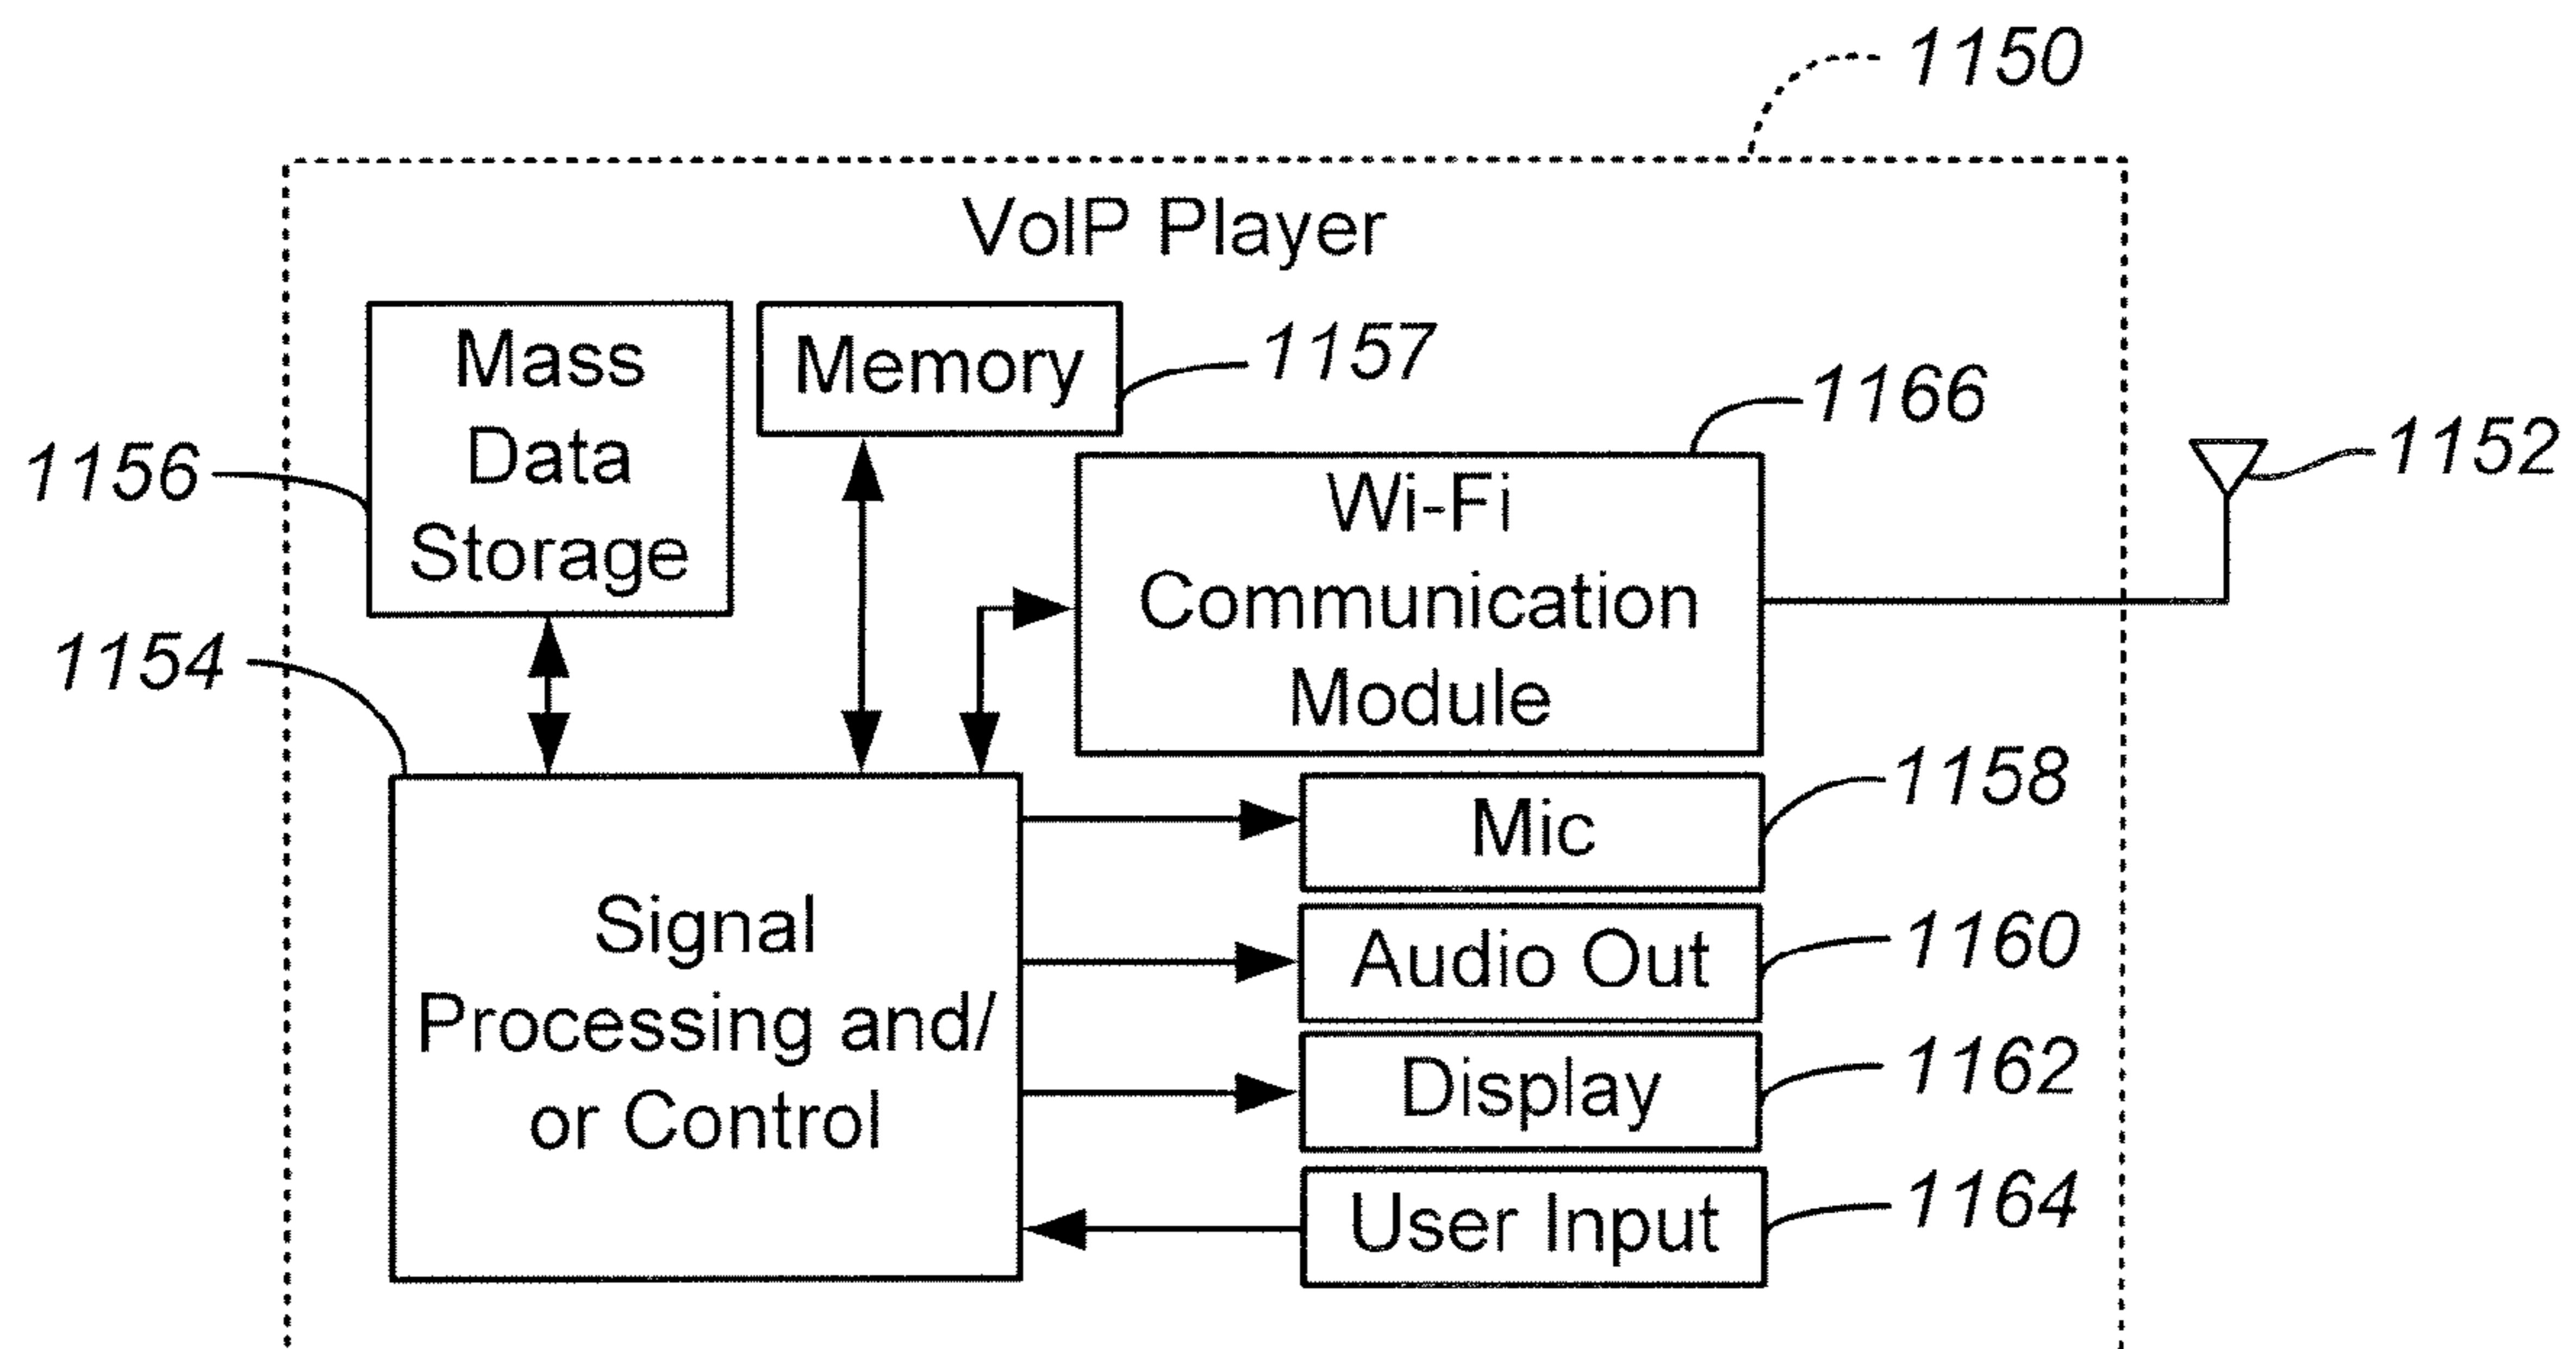 1150
VoIP Player
Mass
Data
Storage
Memory
1157
1166
1156
Wi-Fi
Communication
Module
1152
1154
1158
Mic
Signal
Processing and/
or Control
Audio Out
1160
Display
1162
User Input
1164